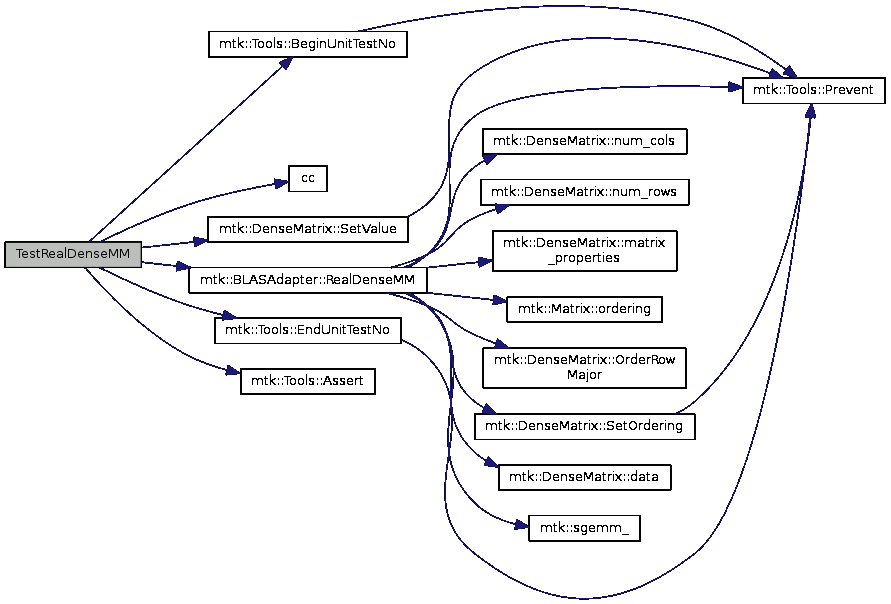 mtk::Tools::BeginUnitTestNo
mtk::Tools::Prevent
mtk::DenseMatrix::num_cols
cc
mtk::DenseMatrix::num_rows
mtk::DenseMatrix::SetValue
TestRealDenseMM
mtk::DenseMatrix::matrix
_properties
mtk::BLASAdapter::RealDenseMM
mtk::Matrix::ordering
mtk::Tools::EndUnitTestNo
mtk::DenseMatrix::OrderRow
Major
mtk::Tools::Assert
mtk::DenseMatrix::SetOrdering
mtk::DenseMatrix::data
mtk::sgemm_